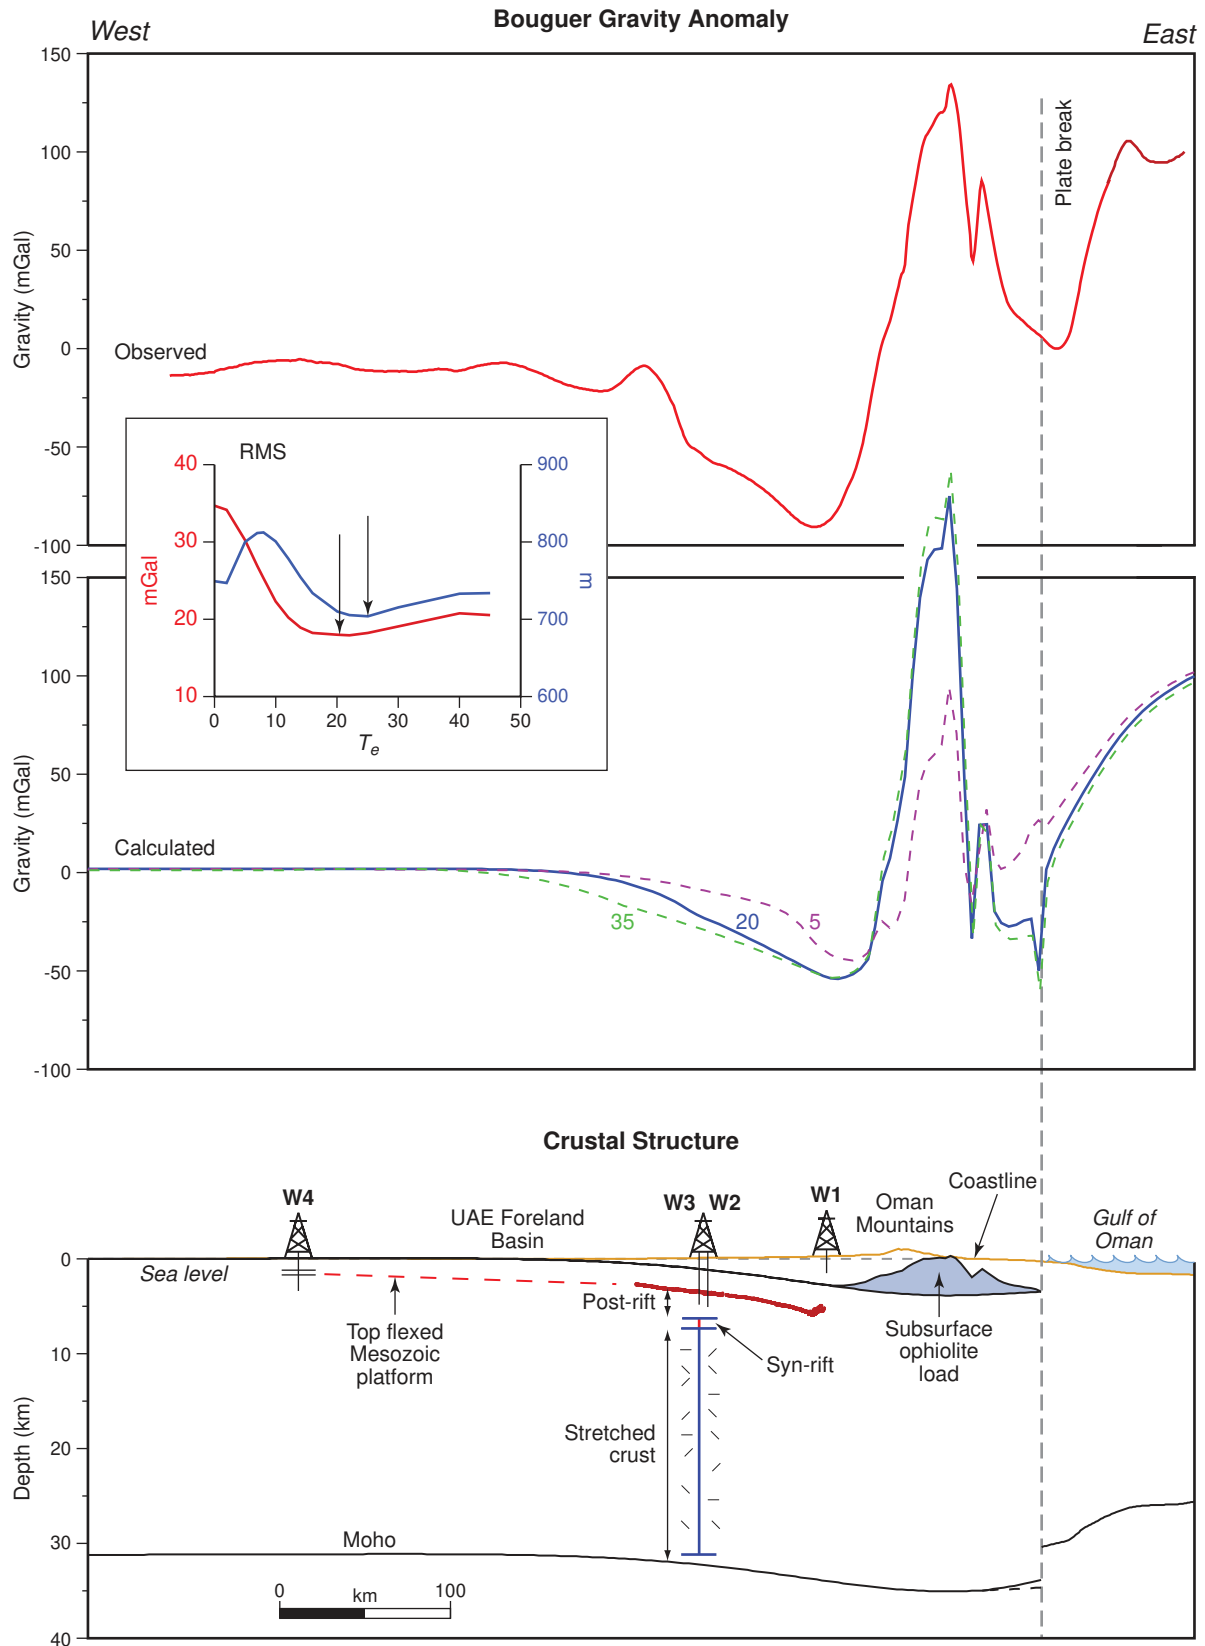 Bouguer Gravity Anomaly
West
East
150
100
50
0
-50
-100
Gravity (mGal)
Observed
Plate break
RMS
40
30
20
10
mGal
900
800
700
600
m
0 10 20 30 40 50
Te
150
100
50
0
-50
-100
Gravity (mGal)
Calculated
35
20
5
Crustal Structure
W4
W3 W2
W1
UAE Foreland
Basin
Oman
Mountains
Coastline
Gulf of
Oman
Sea level
Post-rift
Top flexed
Mesozoic
platform
Syn-rift
Subsurface
ophiolite
load
Stretched
crust
Moho
0 km 100
0
10
20
30
40
Depth (km)